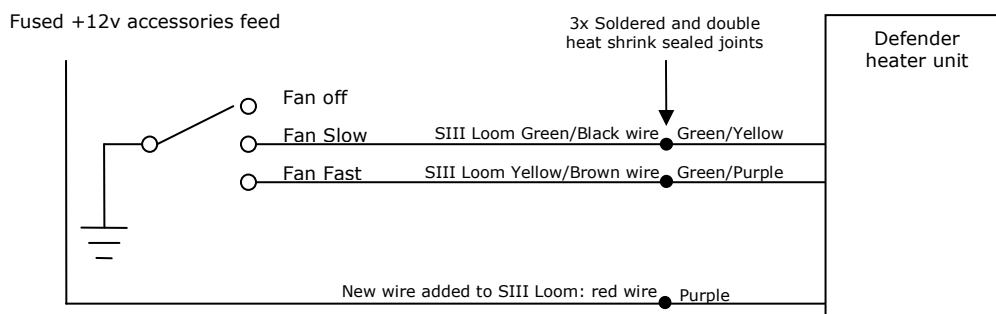 Fused +12v accessories feed
3x Soldered and double
heat shrink sealed joints
Defender
heater unit
Fan off
Fan Slow
SIII Loom Green/Black wire
Green/Yellow
Fan Fast
SIII Loom Yellow/Brown wire
Green/Purple
New wire added to SIII Loom: red wire
Purple